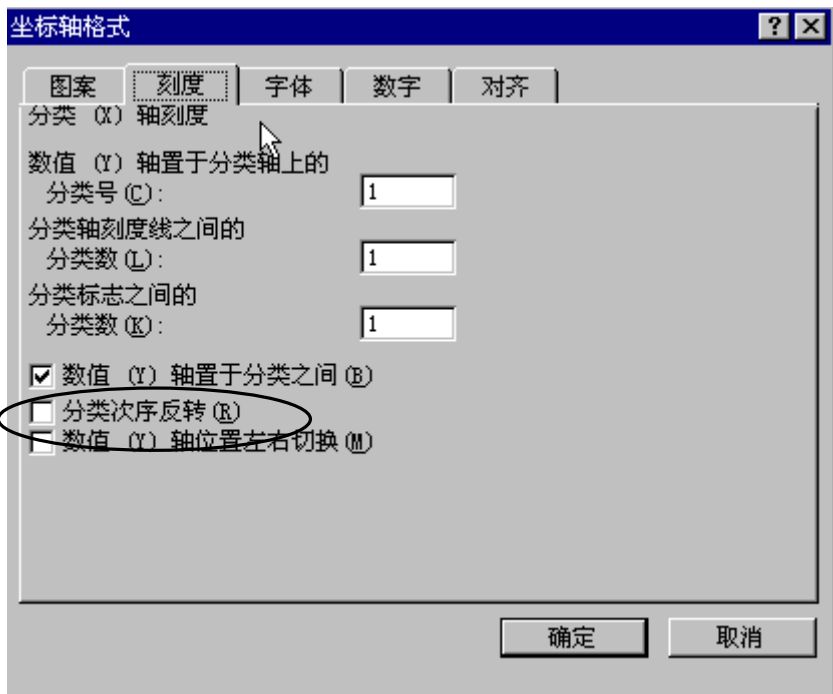 坐标轴格式
图案 刻度 字体 数字 对齐
分类 (X) 轴刻度
数值 (Y) 轴置于分类轴上的
分类号(C): 1
分类轴刻度线之间的
分类数(L): 1
分类标志之间的
分类数(K): 1
数值 (Y) 轴置于分类之间(B)
分类次序反转(R)
数值 (Y) 轴位置左右切换(M)
确定 取消